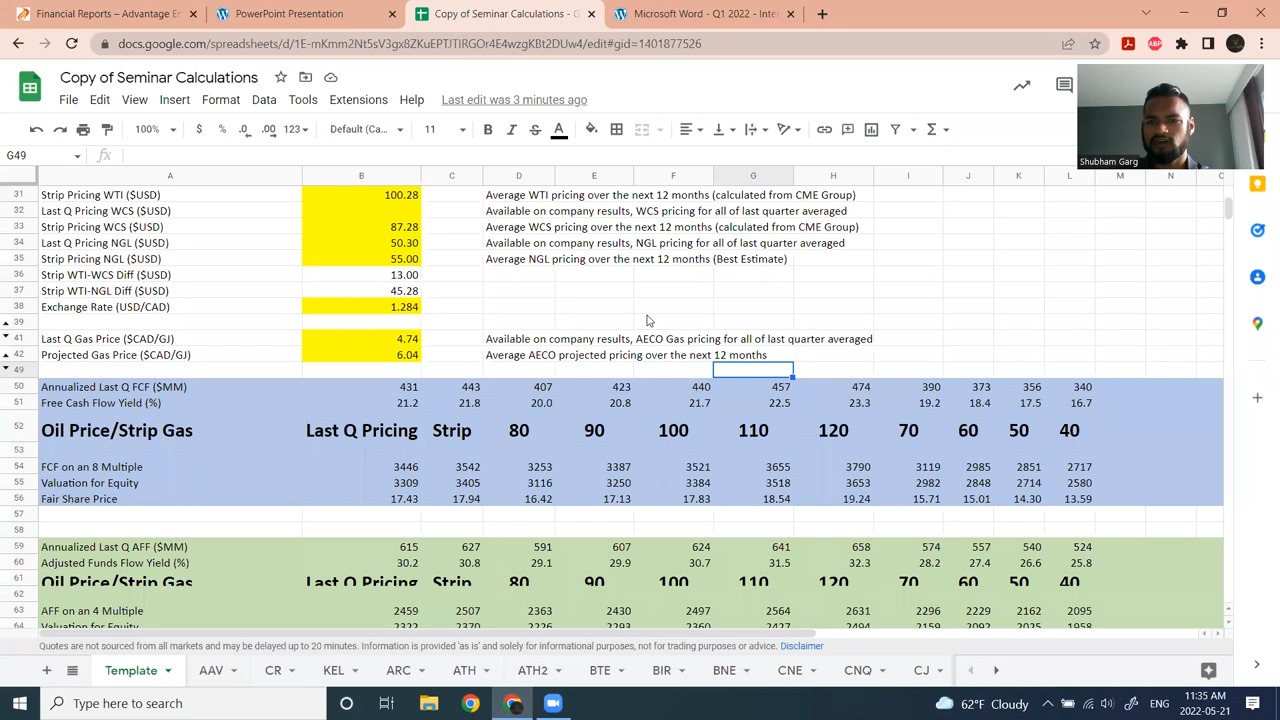 Financial Reports - Peridot Ene
PowerPoint Presentation
Copy of Seminar Calculations - G
Microsoft Word - Q1 2022 - Inter
docs.google.com/spreadsheets/d/1E-mKmm2Nt5sV3gx8ZKuEPTIrRGOr4E4wzgKb2DUw4/edit#gid=1401877526
Copy of Seminar Calculations
File Edit View Insert Format Data Tools Extensions Help Last edit was 3 minutes ago
100% $ % .0 .00 123 Default (Ca... 11 B I S A
Shubham Garg
G49 fx
A B C D E F G H I J K L M N O
31 Strip Pricing WTI ($USD) 100.28 Average WTI pricing over the next 12 months (calculated from CME Group)
32 Last Q Pricing WCS ($USD) Available on company results, WCS pricing for all of last quarter averaged
33 Strip Pricing WCS ($USD) 87.28 Average WCS pricing over the next 12 months (calculated from CME Group)
34 Last Q Pricing NGL ($USD) 50.30 Available on company results, NGL pricing for all of last quarter averaged
35 Strip Pricing NGL ($USD) 55.00 Average NGL pricing over the next 12 months (Best Estimate)
36 Strip WTI-WCS Diff ($USD) 13.00
37 Strip WTI-NGL Diff ($USD) 45.28
38 Exchange Rate (USD/CAD) 1.284
39
41 Last Q Gas Price ($CAD/GJ) 4.74 Available on company results, AECO Gas pricing for all of last quarter averaged
42 Projected Gas Price ($CAD/GJ) 6.04 Average AECO projected pricing over the next 12 months
49
50 Annualized Last Q FCF ($MM) 431 443 407 423 440 457 474 390 373 356 340
51 Free Cash Flow Yield (%) 21.2 21.8 20.0 20.8 21.7 22.5 23.3 19.2 18.4 17.5 16.7
52 Oil Price/Strip Gas Last Q Pricing Strip 80 90 100 110 120 70 60 50 40
53
54 FCF on an 8 Multiple 3446 3542 3253 3387 3521 3655 3790 3119 2985 2851 2717
55 Valuation for Equity 3309 3405 3116 3250 3384 3518 3653 2982 2848 2714 2580
56 Fair Share Price 17.43 17.94 16.42 17.13 17.83 18.54 19.24 15.71 15.01 14.30 13.59
57
58
59 Annualized Last Q AFF ($MM) 615 627 591 607 624 641 658 574 557 540 524
60 Adjusted Funds Flow Yield (%) 30.2 30.8 29.1 29.9 30.7 31.5 32.3 28.2 27.4 26.6 25.8
61 Oil Price/Strip Gas Last Q Pricing Strip 80 90 100 110 120 70 60 50 40
62
63 AFF on an 4 Multiple 2459 2507 2363 2430 2497 2564 2631 2296 2229 2162 2095
64 Valuation for Equity 2322 2370 2226 2293 2360 2427 2494 2159 2092 2025 1958
Quotes are not sourced from all markets and may be delayed up to 20 minutes. Information is provided 'as is' and solely for informational purposes, not for trading purposes or advice. Disclaimer
Template AAV CR KEL ARC ATH ATH2 BTE BIR BNE CNE CNQ CJ
Type here to search
62°F Cloudy
ENG
11:35 AM
2022-05-21